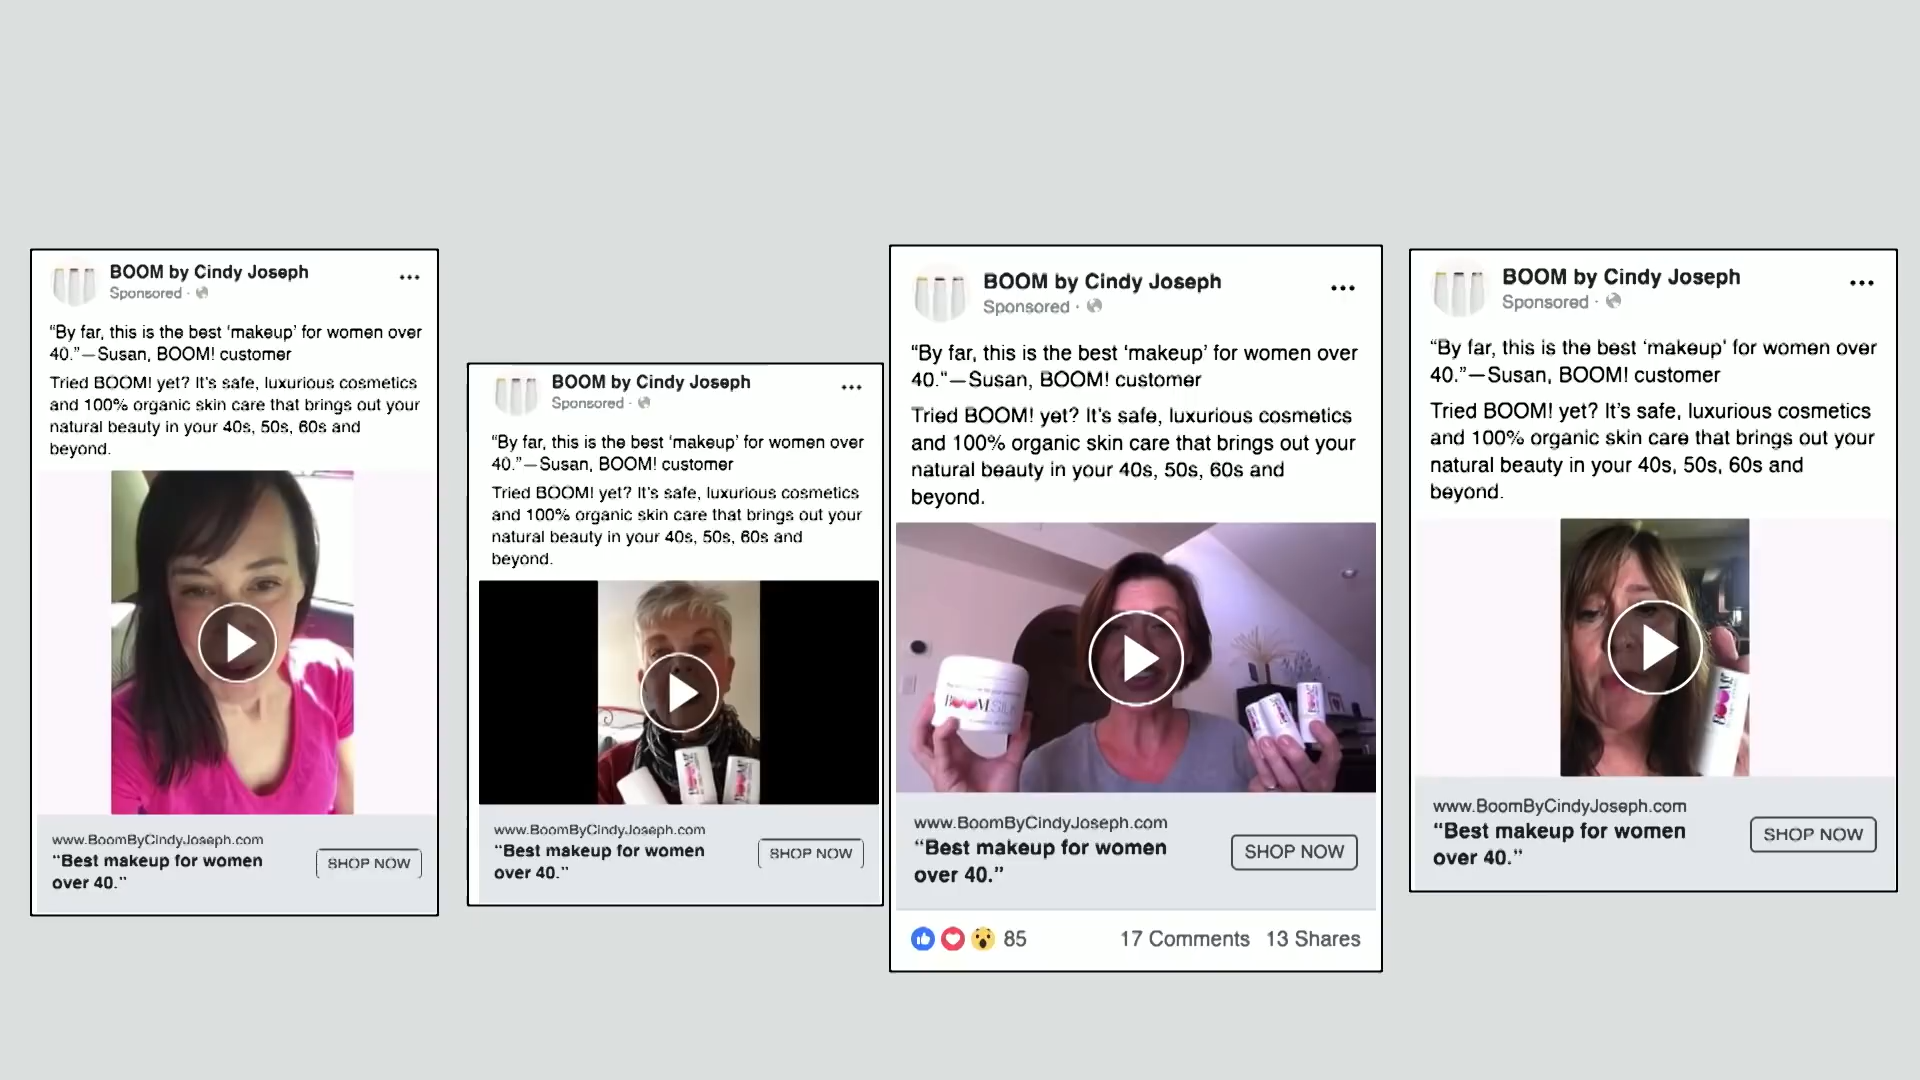 BOOM by Cindy Joseph
Sponsored ·
“By far, this is the best ‘makeup’ for women over
40.”—Susan, BOOM! customer
Tried BOOM! yet? It’s safe, luxurious cosmetics
and 100% organic skin care that brings out your
natural beauty in your 40s, 50s, 60s and
beyond.
www.BoomByCindyJoseph.com
“Best makeup for women
over 40.”
SHOP NOW
BOOM by Cindy Joseph
Sponsored ·
“By far, this is the best ‘makeup’ for women over
40.”—Susan, BOOM! customer
Tried BOOM! yet? It’s safe, luxurious cosmetics
and 100% organic skin care that brings out your
natural beauty in your 40s, 50s, 60s and
beyond.
BOOM!
BOOM!
www.BoomByCindyJoseph.com
“Best makeup for women
over 40.”
SHOP NOW
BOOM by Cindy Joseph
Sponsored ·
“By far, this is the best ‘makeup’ for women over
40.”—Susan, BOOM! customer
Tried BOOM! yet? It’s safe, luxurious cosmetics
and 100% organic skin care that brings out your
natural beauty in your 40s, 50s, 60s and
beyond.
BOOM SILK
www.BoomByCindyJoseph.com
“Best makeup for women
over 40.”
SHOP NOW
85
17 Comments 13 Shares
BOOM by Cindy Joseph
Sponsored ·
“By far, this is the best ‘makeup’ for women over
40.”—Susan, BOOM! customer
Tried BOOM! yet? It’s safe, luxurious cosmetics
and 100% organic skin care that brings out your
natural beauty in your 40s, 50s, 60s and
beyond.
BOOM!
www.BoomByCindyJoseph.com
“Best makeup for women
over 40.”
SHOP NOW